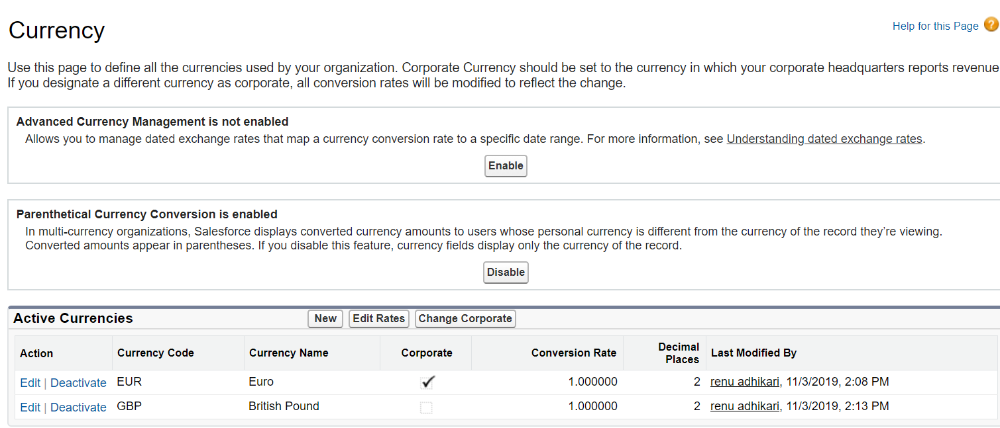 Currency
Help for this Page ?
Use this page to define all the currencies used by your organization. Corporate Currency should be set to the currency in which your corporate headquarters reports revenue
If you designate a different currency as corporate, all conversion rates will be modified to reflect the change.
Advanced Currency Management is not enabled
Allows you to manage dated exchange rates that map a currency conversion rate to a specific date range. For more information, see Understanding dated exchange rates.
Enable
Parenthetical Currency Conversion is enabled
In multi-currency organizations, Salesforce displays converted currency amounts to users whose personal currency is different from the currency of the record they’re viewing.
Converted amounts appear in parentheses. If you disable this feature, currency fields display only the currency of the record.
Disable
Active Currencies New Edit Rates Change Corporate
Action Currency Code Currency Name Corporate Conversion Rate Decimal Places Last Modified By
Edit | Deactivate EUR Euro 1.000000 2 renu adhikari, 11/3/2019, 2:08 PM
Edit | Deactivate GBP British Pound 1.000000 2 renu adhikari, 11/3/2019, 2:13 PM